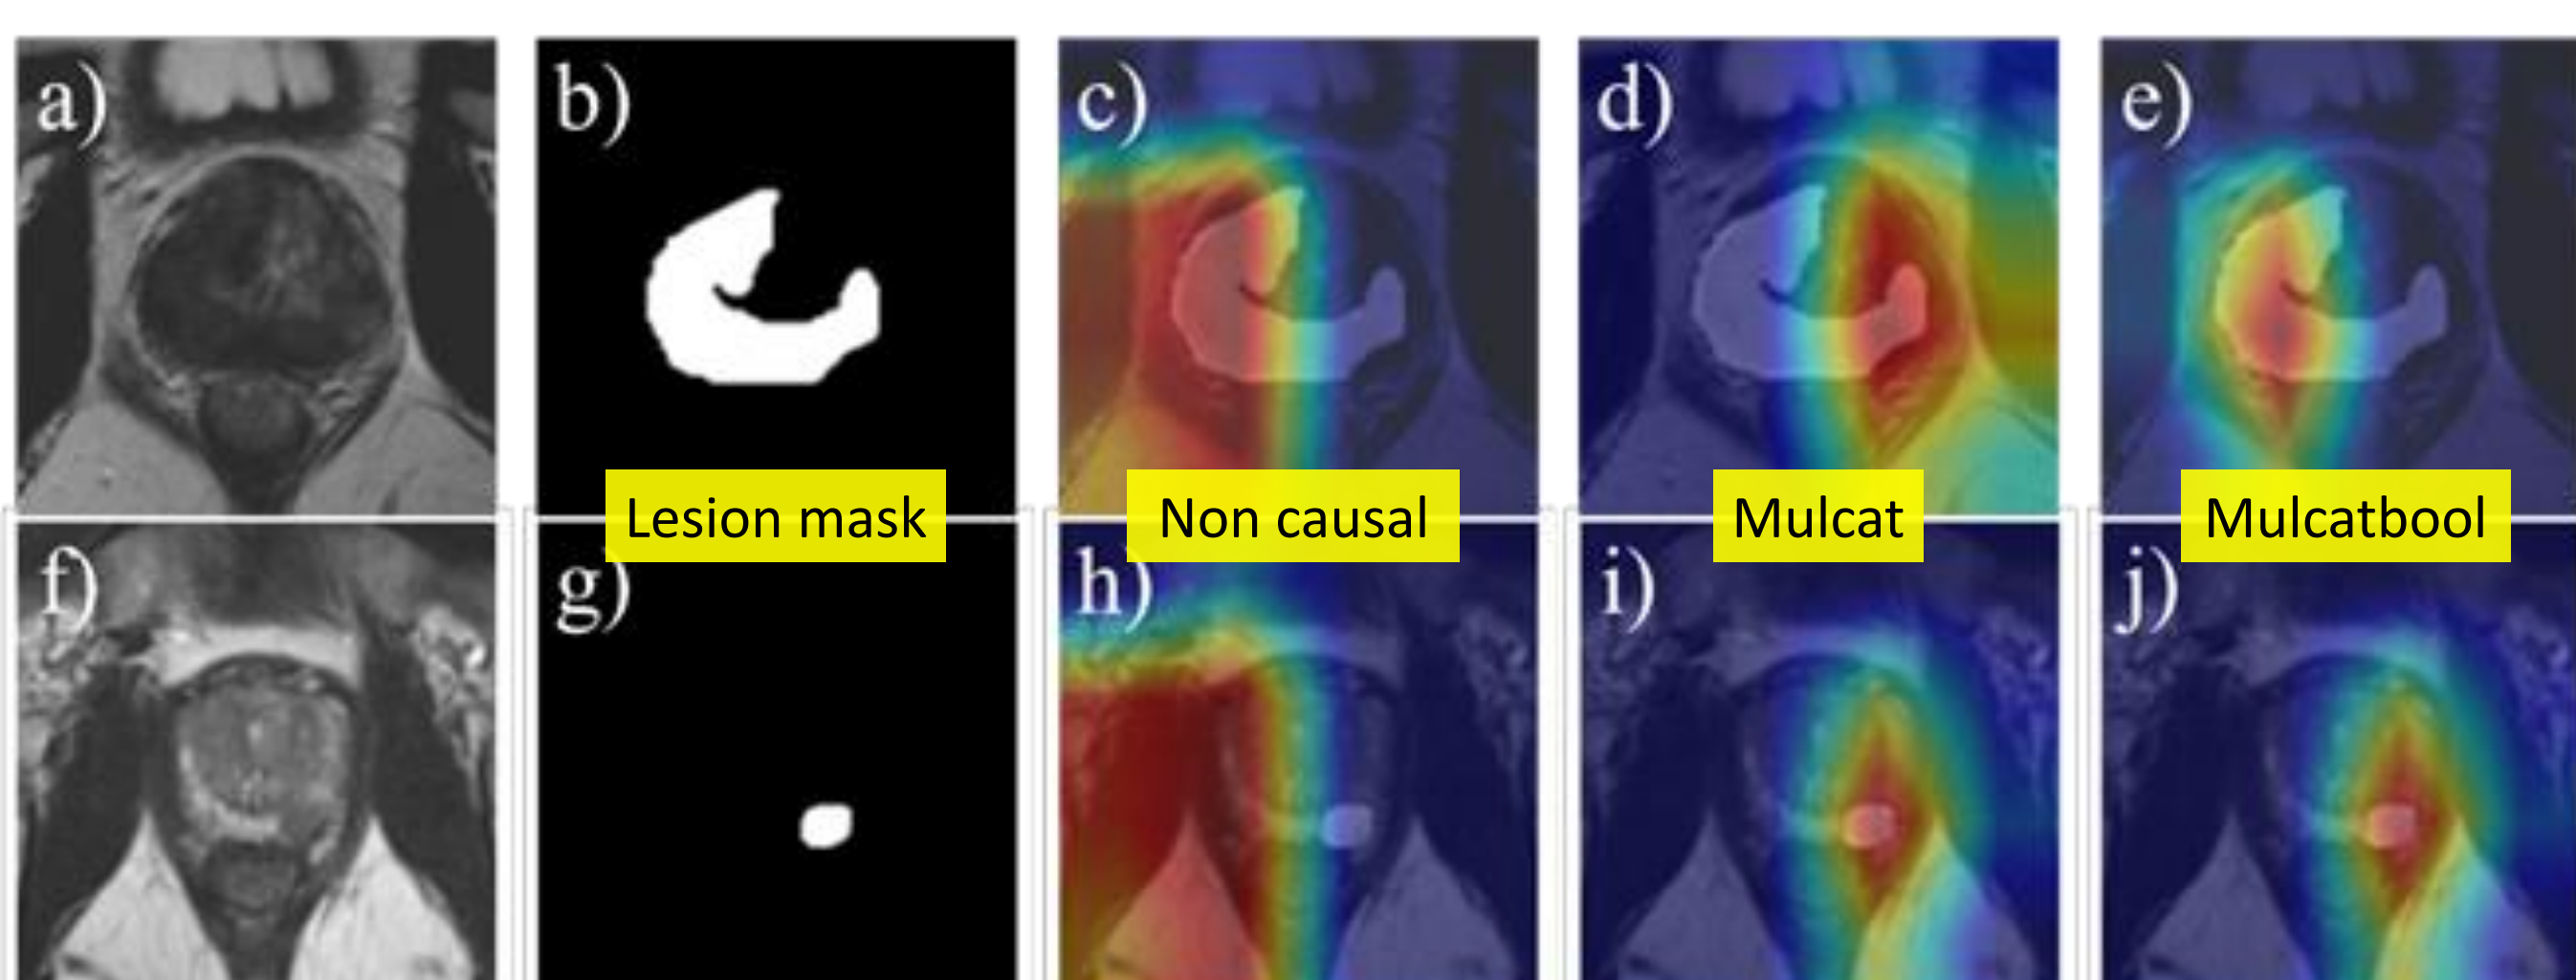 a)
b)
c)
d)
e)
Lesion mask
Non causal
Mulcat
Mulcatbool
f)
g)
h)
i)
j)